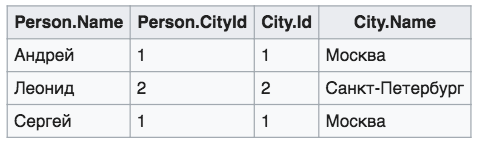 Person.Name Person.CityId City.Id City.Name
Андрей 1 1 Москва
Леонид 2 2 Санкт-Петербург
Сергей 1 1 Москва